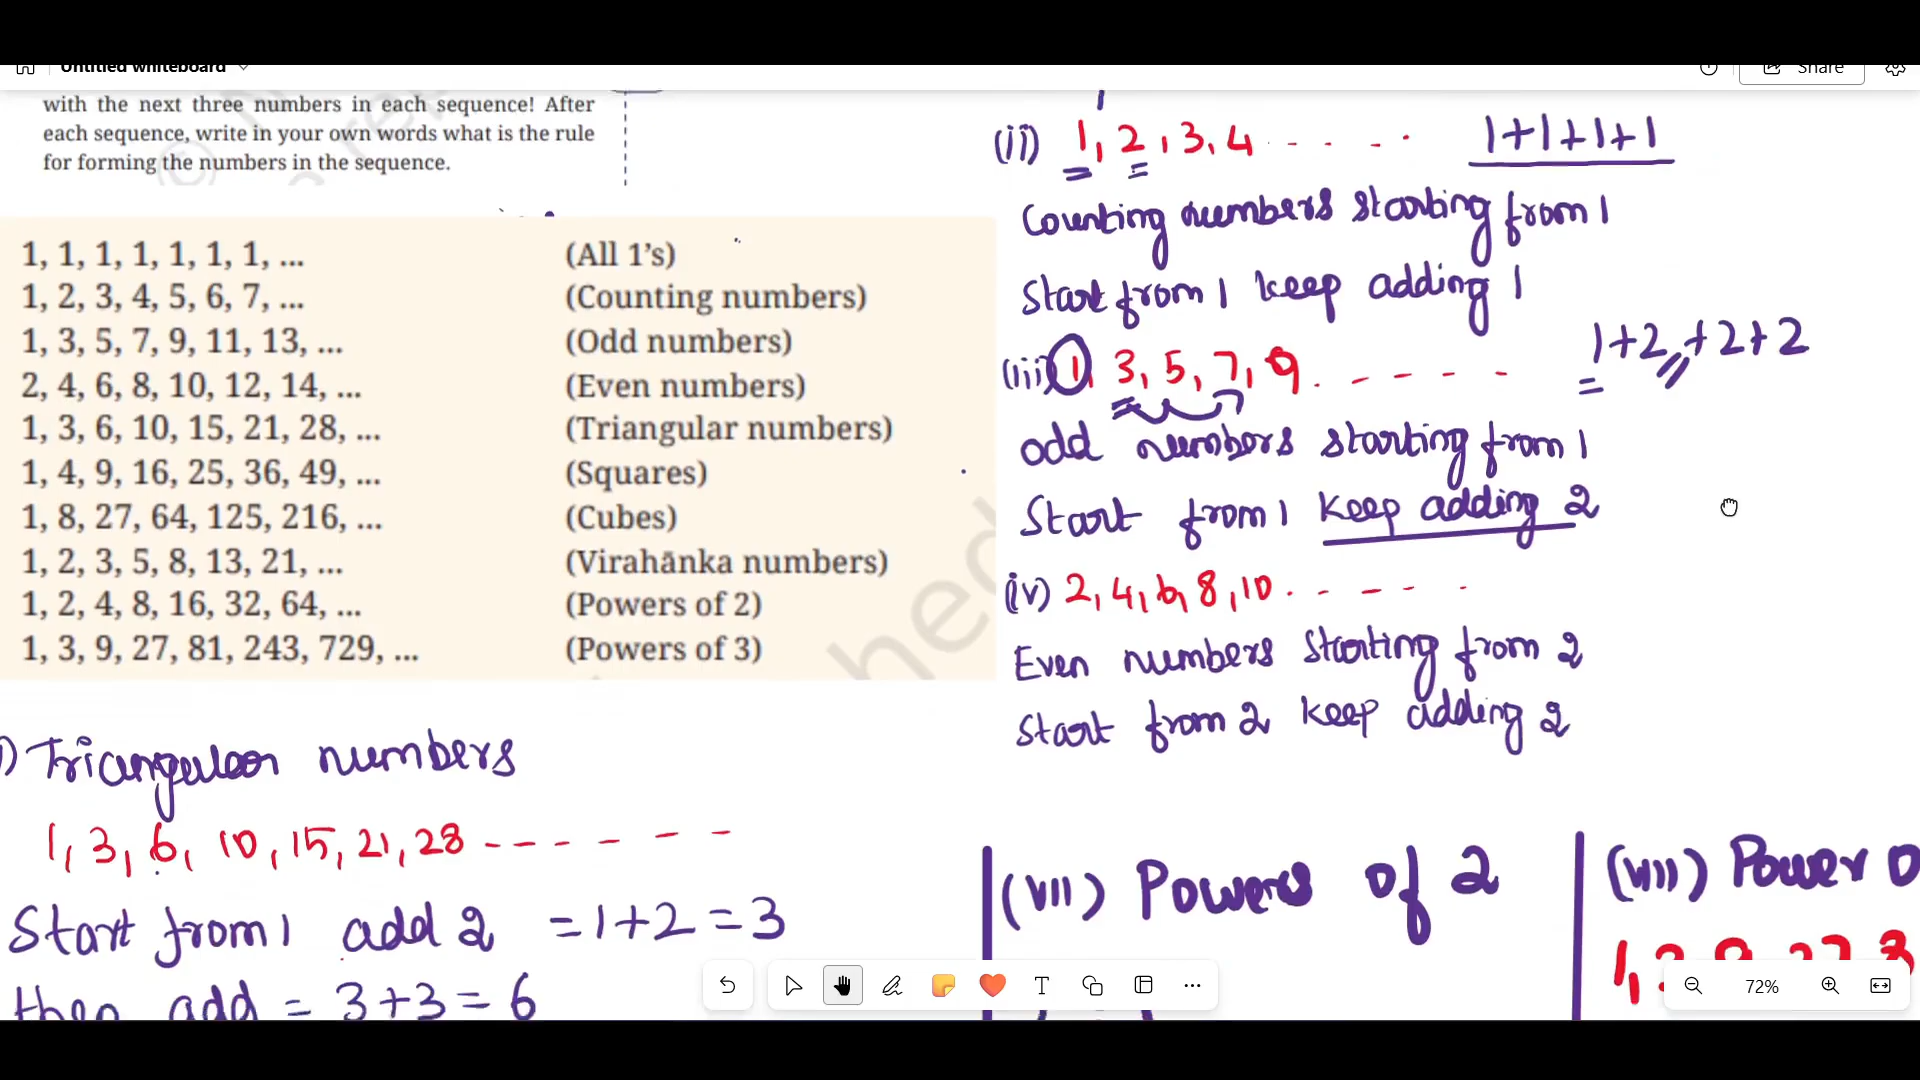 Untitled whiteboard
Share
with the next three numbers in each sequence! After
each sequence, write in your own words what is the rule
for forming the numbers in the sequence.
1, 1, 1, 1, 1, 1, 1, ... (All 1's)
1, 2, 3, 4, 5, 6, 7, ... (Counting numbers)
1, 3, 5, 7, 9, 11, 13, ... (Odd numbers)
2, 4, 6, 8, 10, 12, 14, ... (Even numbers)
1, 3, 6, 10, 15, 21, 28, ... (Triangular numbers)
1, 4, 9, 16, 25, 36, 49, ... (Squares)
1, 8, 27, 64, 125, 216, ... (Cubes)
1, 2, 3, 5, 8, 13, 21, ... (Virahānka numbers)
1, 2, 4, 8, 16, 32, 64, ... (Powers of 2)
1, 3, 9, 27, 81, 243, 729, ... (Powers of 3)
(ii) 1, 2, 3, 4 - - - - . 1+1+1+1
Counting numbers starting from 1
Start from 1 keep adding 1
(iii) 1, 3, 5, 7, 9. - - - - - 1+2+2+2
odd numbers starting from 1
Start from 1 keep adding 2
(iv) 2, 4, 6, 8, 10. - - - - -
Even numbers starting from 2
Start from 2 keep adding 2
) Triangular numbers
1, 3, 6, 10, 15, 21, 28 - - - - - - -
Start from 1 add 2 = 1+2 = 3
then add = 3+3 = 6
(VII) Powers of 2
(VIII) Power o
72%